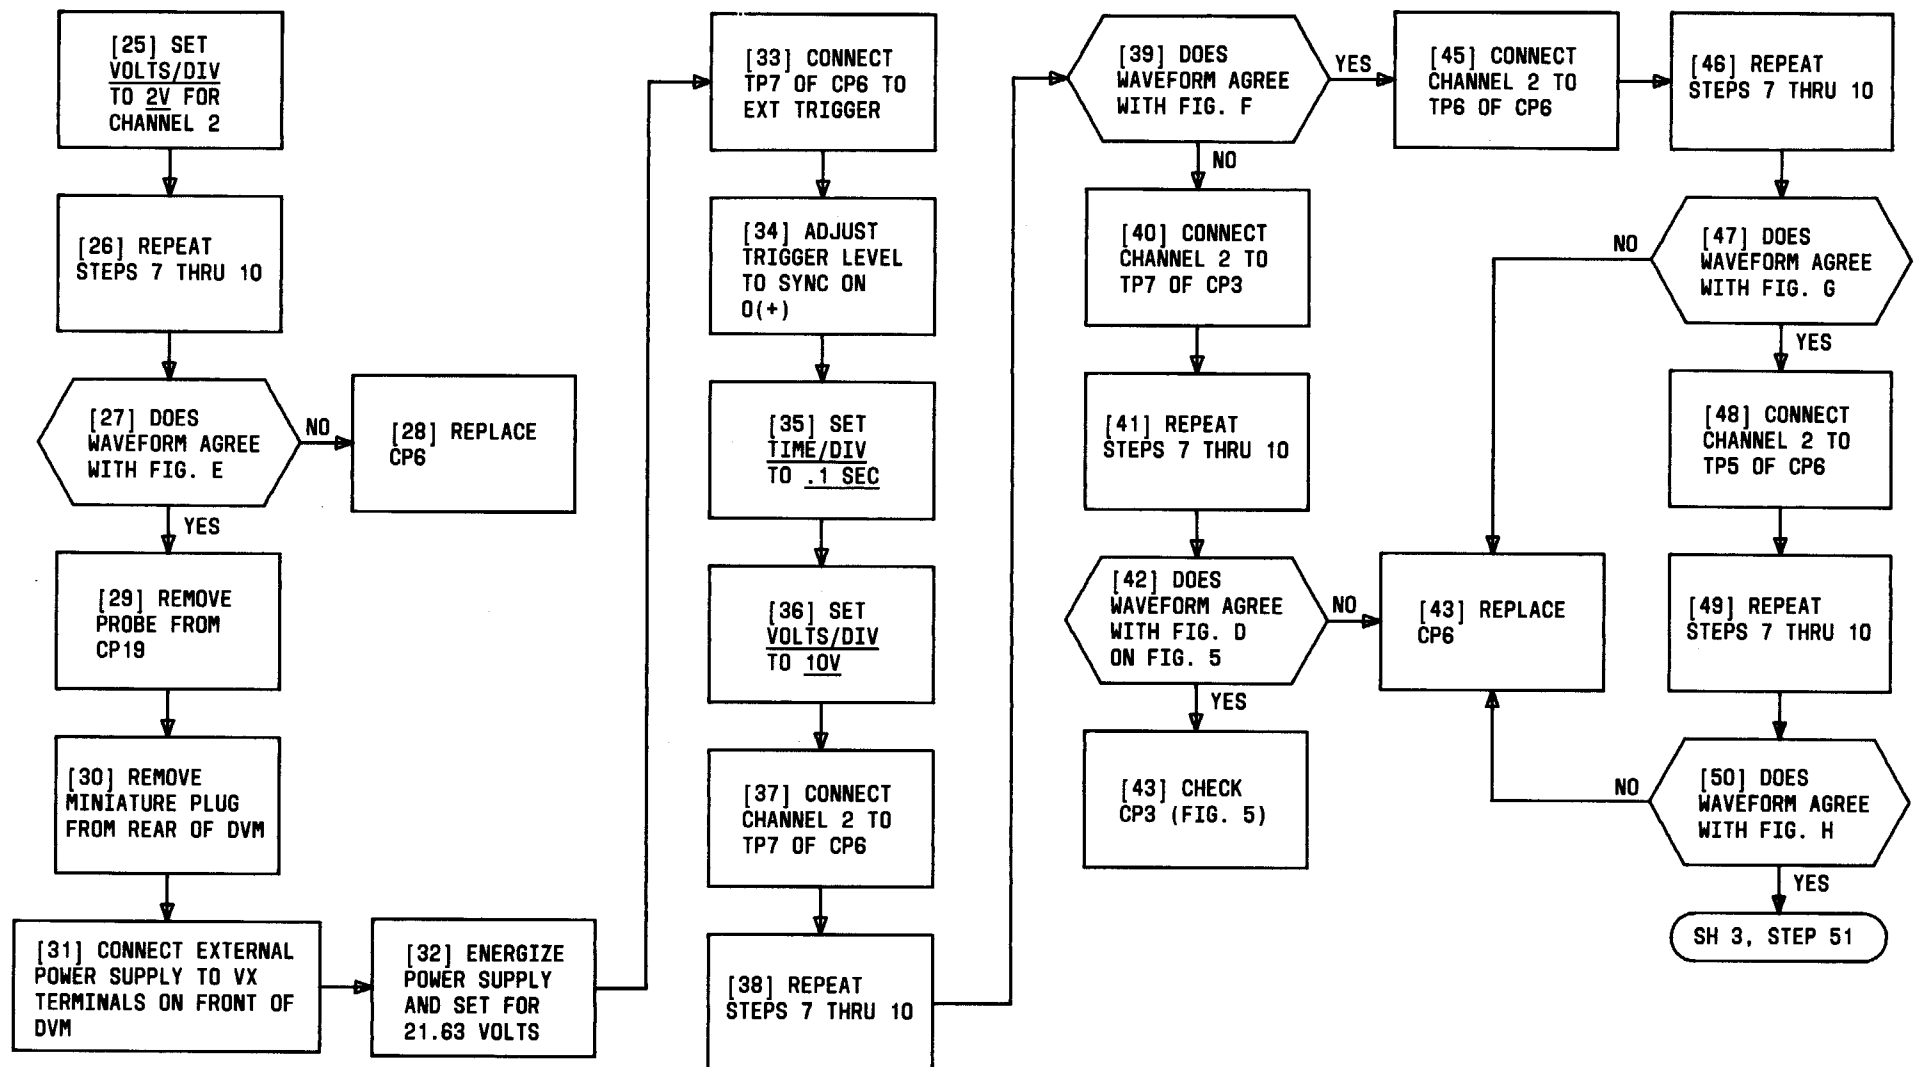 [25] SET
VOLTS/DIV
TO 2V FOR
CHANNEL 2
[26] REPEAT
STEPS 7 THRU 10
[27] DOES
WAVEFORM AGREE
WITH FIG. E
NO
[28] REPLACE
CP6
YES
[29] REMOVE
PROBE FROM
CP19
[30] REMOVE
MINIATURE PLUG
FROM REAR OF DVM
[31] CONNECT EXTERNAL
POWER SUPPLY TO VX
TERMINALS ON FRONT OF
DVM
[32] ENERGIZE
POWER SUPPLY
AND SET FOR
21.63 VOLTS
[33] CONNECT
TP7 OF CP6 TO
EXT TRIGGER
[34] ADJUST
TRIGGER LEVEL
TO SYNC ON
0(+)
[35] SET
TIME/DIV
TO .1 SEC
[36] SET
VOLTS/DIV
TO 10V
[37] CONNECT
CHANNEL 2 TO
TP7 OF CP6
[38] REPEAT
STEPS 7 THRU 10
[39] DOES
WAVEFORM AGREE
WITH FIG. F
YES
NO
[40] CONNECT
CHANNEL 2 TO
TP7 OF CP3
[41] REPEAT
STEPS 7 THRU 10
[42] DOES
WAVEFORM AGREE
WITH FIG. D
ON FIG. 5
NO
YES
[43] CHECK
CP3 (FIG. 5)
[43] REPLACE
CP6
[45] CONNECT
CHANNEL 2 TO
TP6 OF CP6
[46] REPEAT
STEPS 7 THRU 10
[47] DOES
WAVEFORM AGREE
WITH FIG. G
NO
YES
[48] CONNECT
CHANNEL 2 TO
TP5 OF CP6
[49] REPEAT
STEPS 7 THRU 10
[50] DOES
WAVEFORM AGREE
WITH FIG. H
NO
YES
SH 3, STEP 51